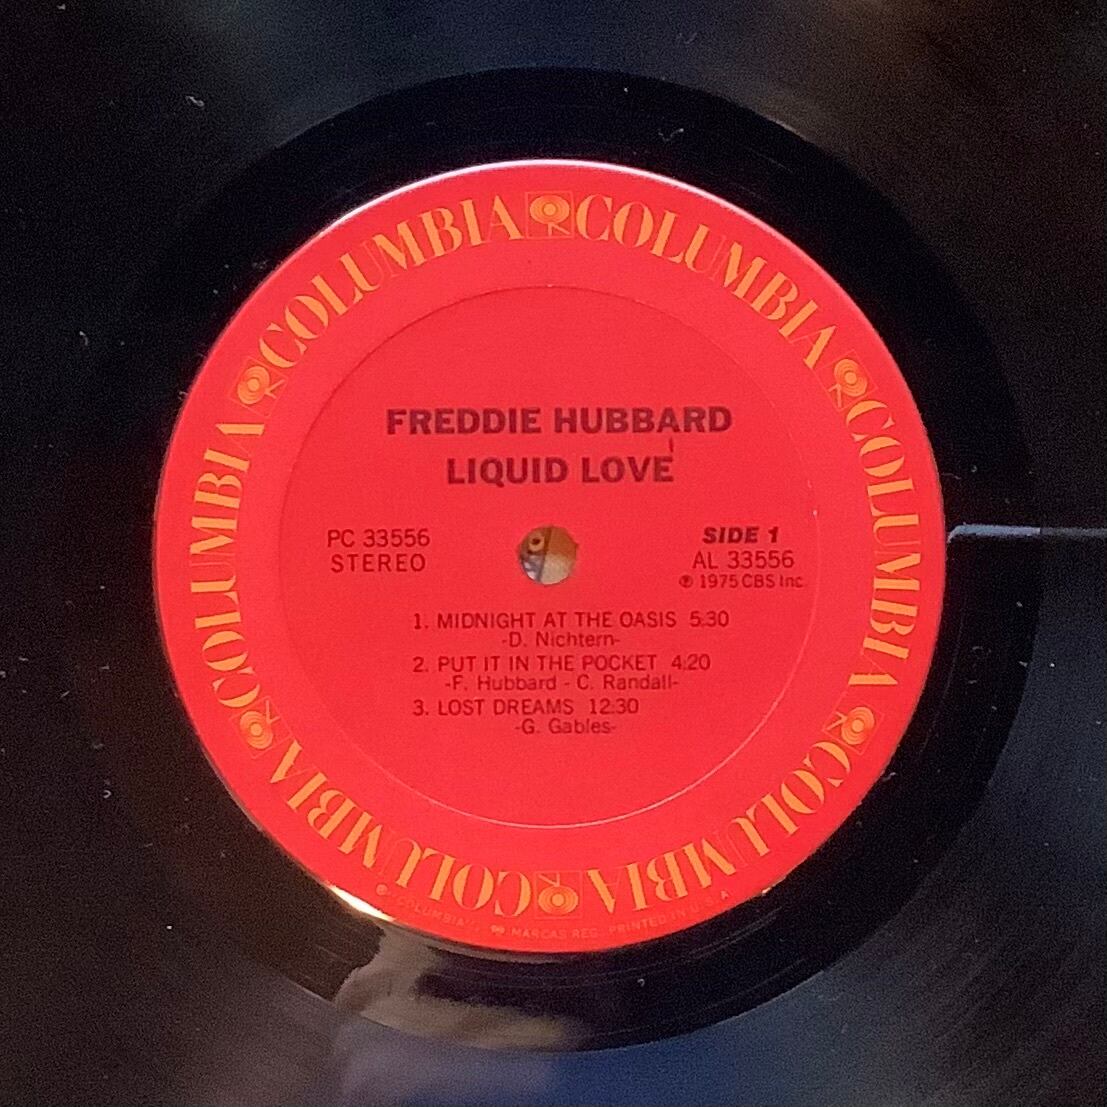 COLUMBIA COLUMBIA COLUMBIA COLUMBIA COLUMBIA COLUMBIA
FREDDIE HUBBARD
LIQUID LOVE
PC 33556
STEREO
SIDE 1
AL 33556
℗ 1975 CBS Inc.
1. MIDNIGHT AT THE OASIS 5:30
-D. Nichtern-
2. PUT IT IN THE POCKET 4:20
-F. Hubbard - C. Randall-
3. LOST DREAMS 12:30
-G. Gables-
® "COLUMBIA", MARCAS REG. PRINTED IN U.S.A.